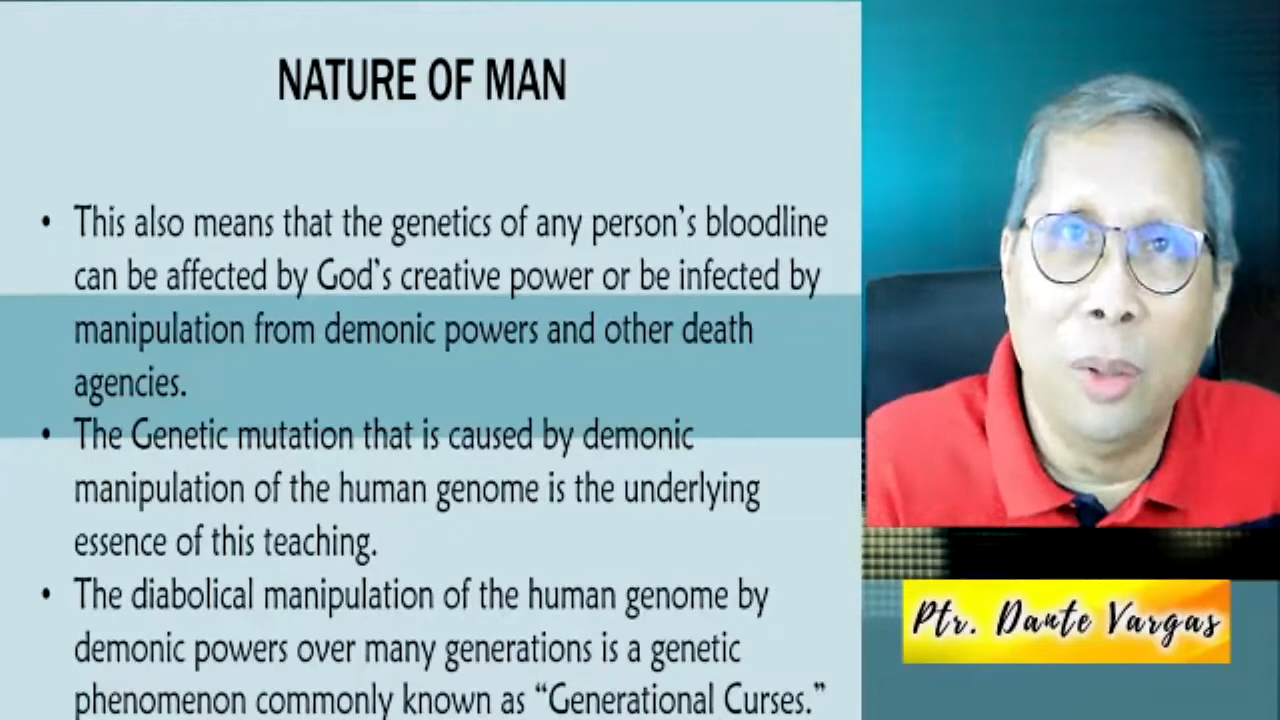 NATURE OF MAN
• This also means that the genetics of any person's bloodline
can be affected by God's creative power or be infected by
manipulation from demonic powers and other death
agencies.
• The Genetic mutation that is caused by demonic
manipulation of the human genome is the underlying
essence of this teaching.
• The diabolical manipulation of the human genome by
demonic powers over many generations is a genetic
phenomenon commonly known as “Generational Curses.”
Ptr. Dante Vargas